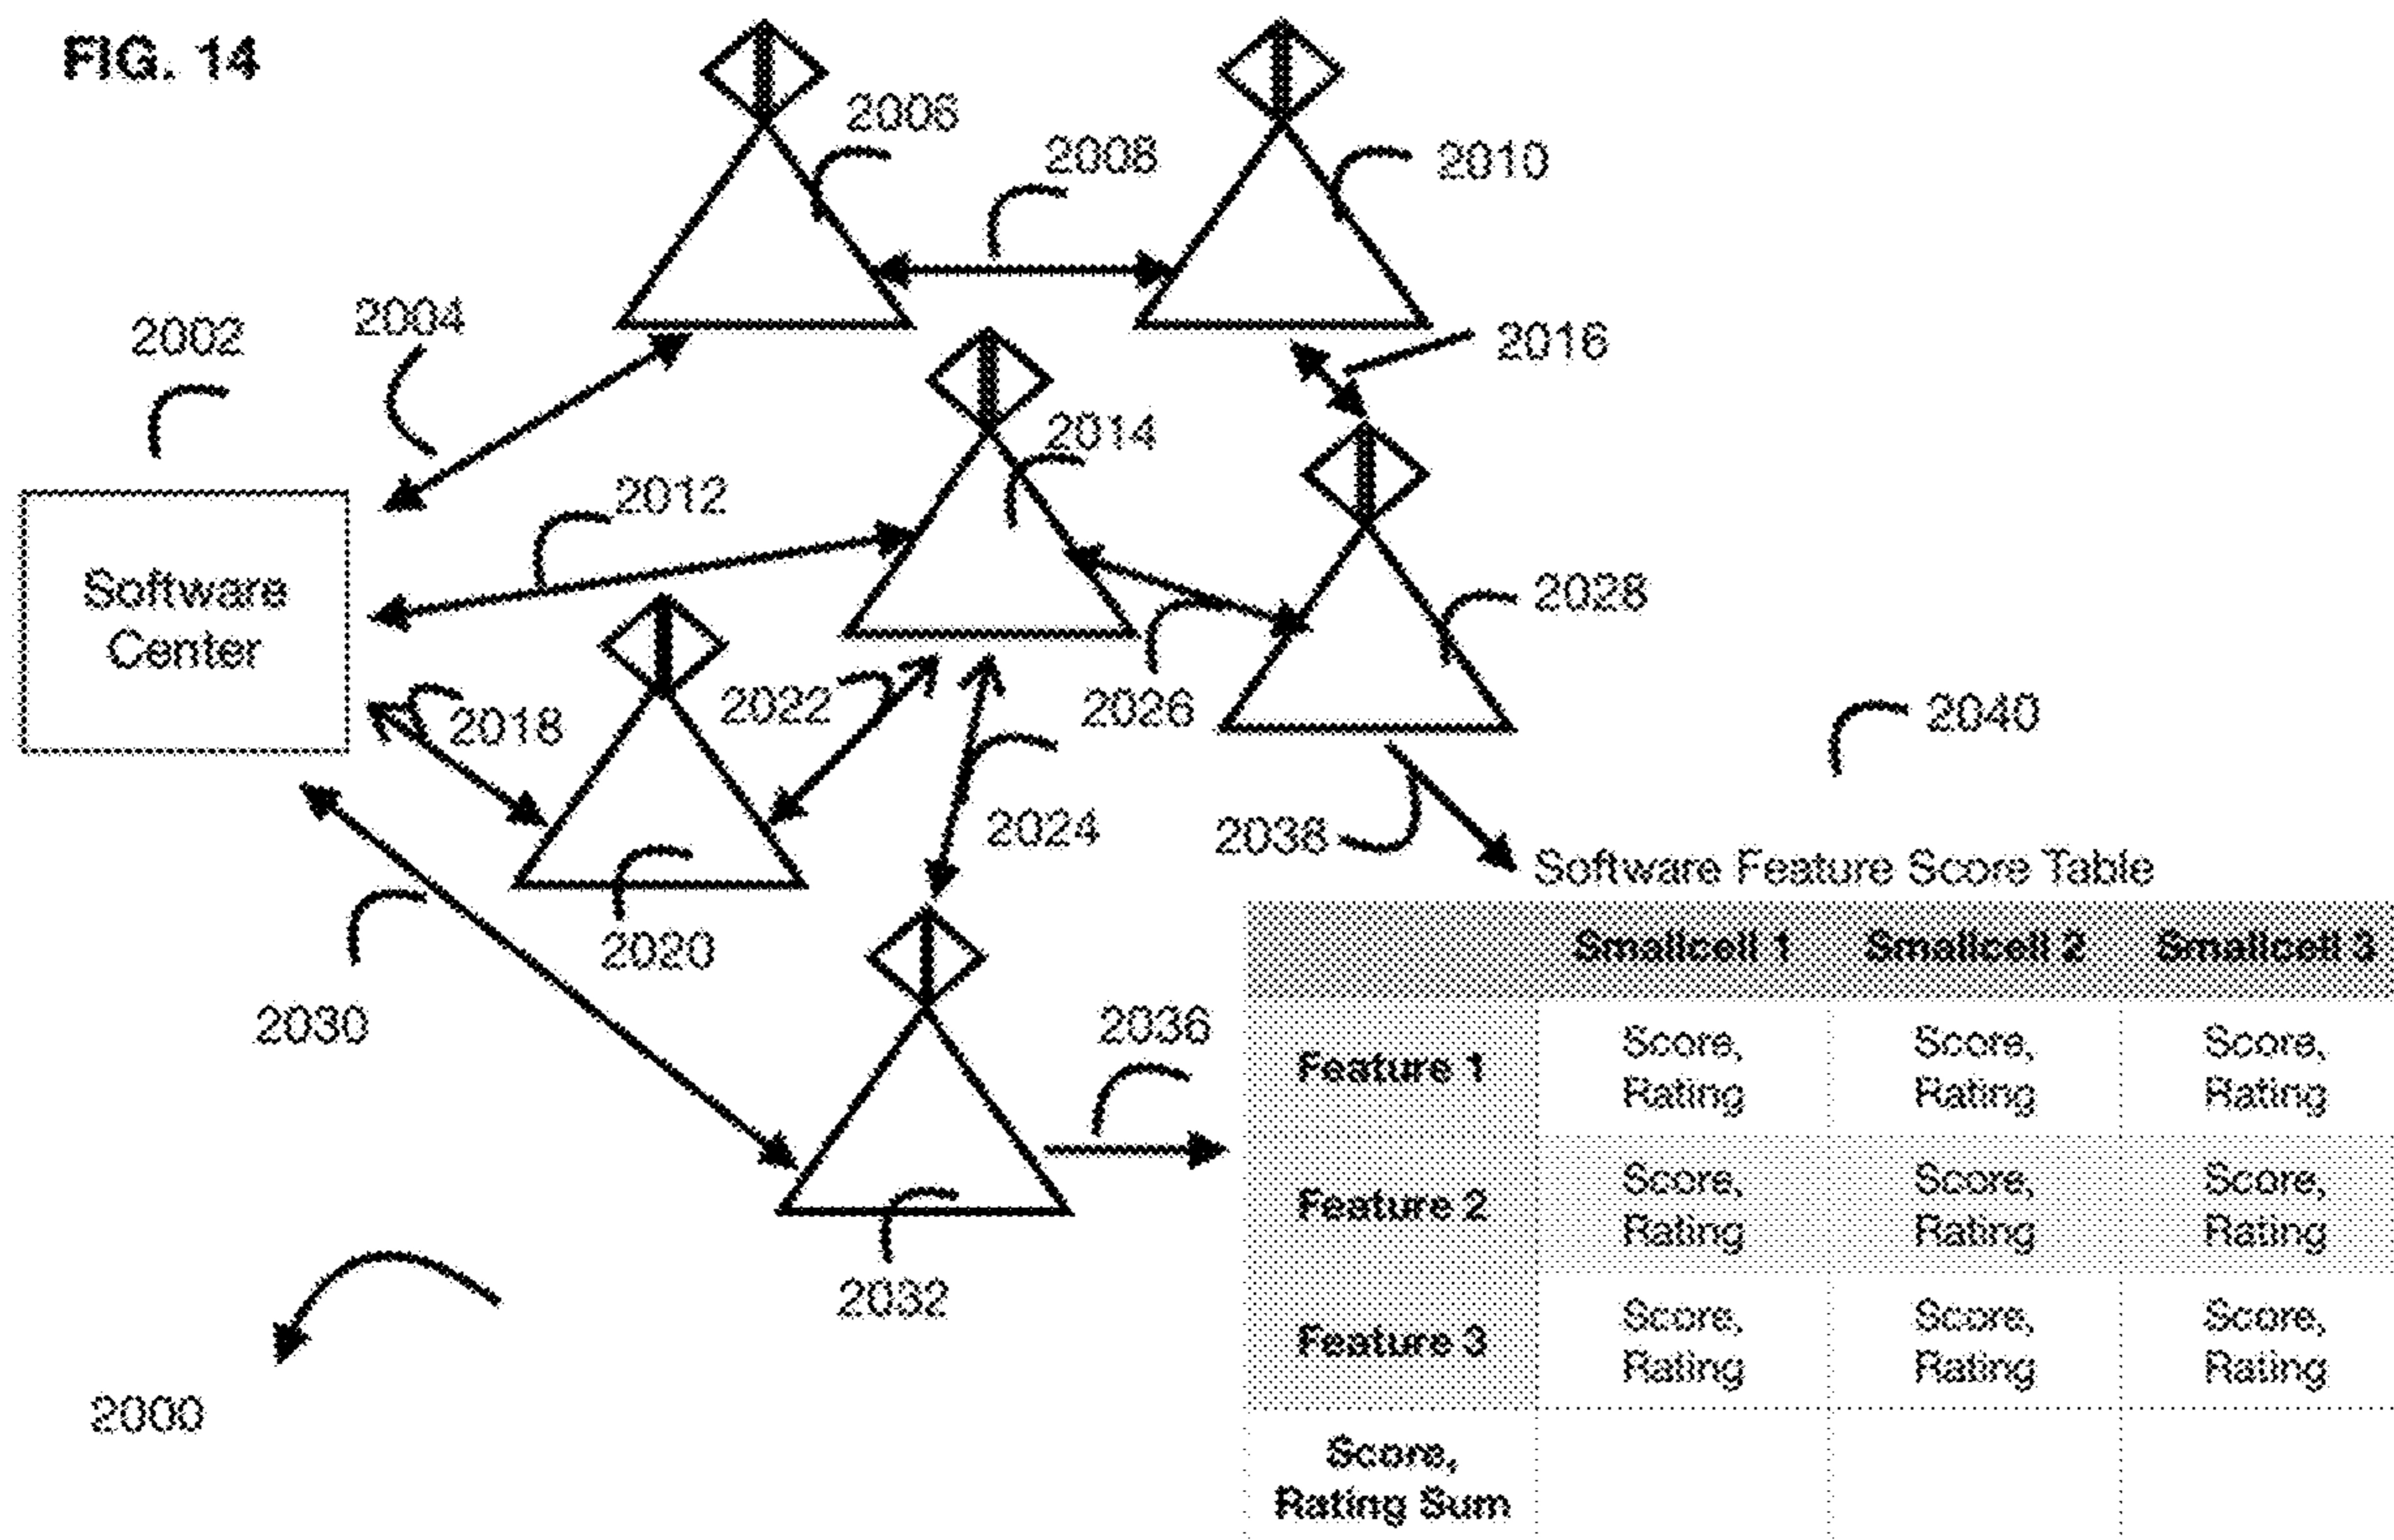 FIG. 14
2006
2008
2010
2002
2004
2016
2014
2012
Software
Center
2028
2018
2022
2026
2040
2024
2038
Software Feature Score Table
2020
Smallcell 1 Smallcell 2 Smallcell 3
2030
2036
Feature 1
Score, Rating
Score, Rating
Score, Rating
Feature 2
Score, Rating
Score, Rating
Score, Rating
2032
Feature 3
Score, Rating
Score, Rating
Score, Rating
2000
Score,
Rating Sum